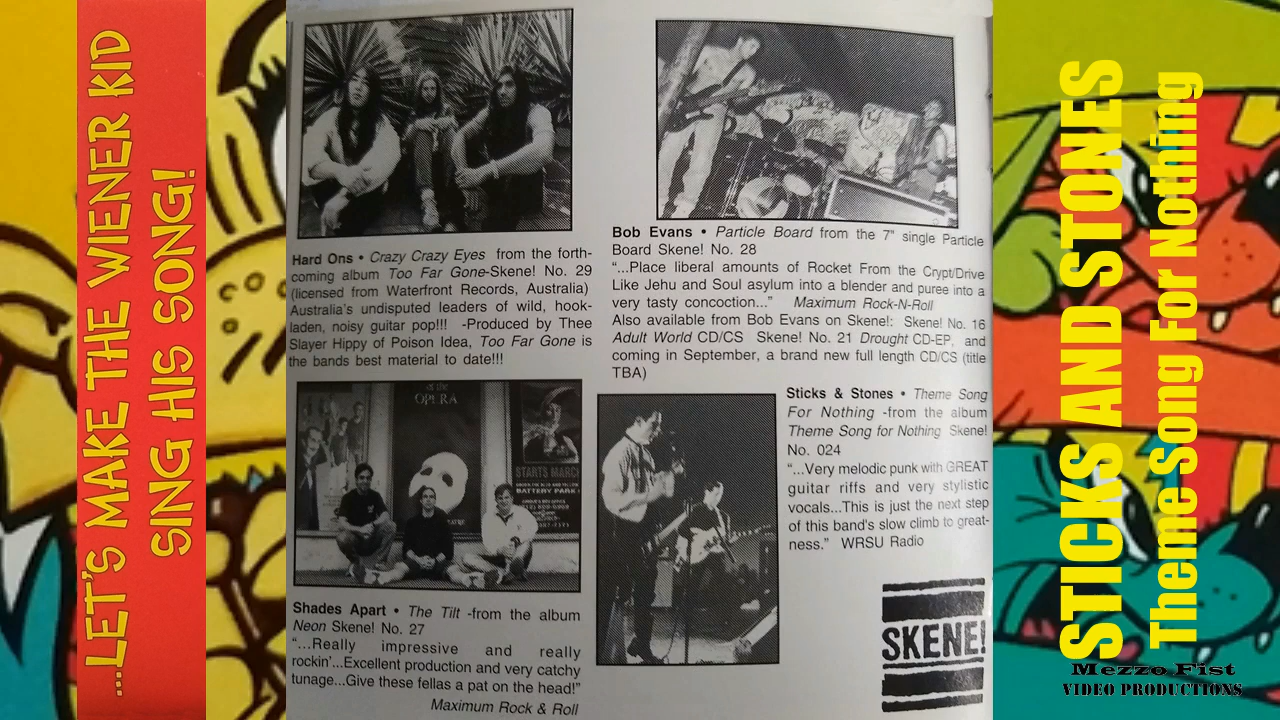 ...LET'S MAKE THE WIENER KID
SING HIS SONG!
Hard Ons • Crazy Crazy Eyes from the forth-
coming album Too Far Gone-Skene! No. 29
(licensed from Waterfront Records, Australia)
Australia's undisputed leaders of wild, hook-
laden, noisy guitar pop!!! -Produced by Thee
Slayer Hippy of Poison Idea, Too Far Gone is
the bands best material to date!!!
of the
OPERA
STARTS MARCH
BATTERY PARK
Shades Apart • The Tilt -from the album
Neon Skene! No. 27
“...Really impressive and really
rockin'...Excellent production and very catchy
tunage...Give these fellas a pat on the head!”
Maximum Rock & Roll
Bob Evans • Particle Board from the 7" single Particle
Board Skene! No. 28
“...Place liberal amounts of Rocket From the Crypt/Drive
Like Jehu and Soul asylum into a blender and puree into a
very tasty concoction...” Maximum Rock-N-Roll
Also available from Bob Evans on Skene!: Skene! No. 16
Adult World CD/CS Skene! No. 21 Drought CD-EP, and
coming in September, a brand new full length CD/CS (title
TBA)
Sticks & Stones • Theme Song
For Nothing -from the album
Theme Song for Nothing Skene!
No. 024
“...Very melodic punk with GREAT
guitar riffs and very stylistic
vocals...This is just the next step
of this band's slow climb to great-
ness.” WRSU Radio
SKENE!
STICKS AND STONES
Theme Song For Nothing
Mezzo Fist
VIDEO PRODUCTIONS